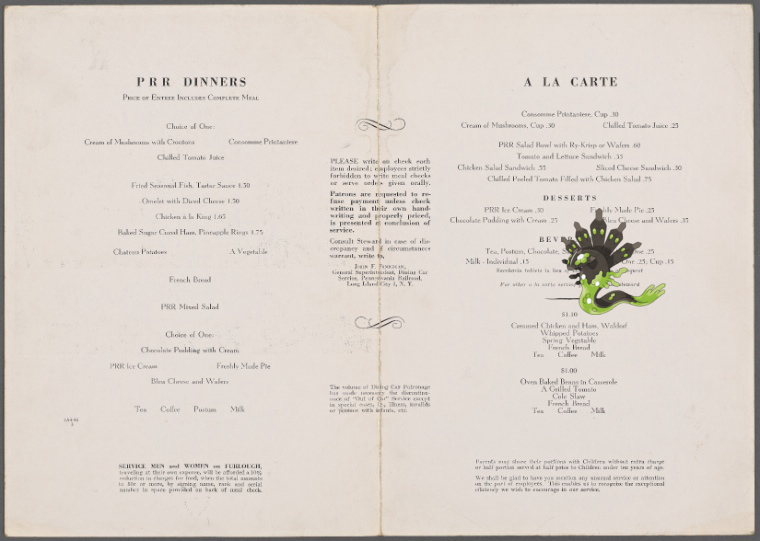 PRR DINNERS
Price of Entree Includes Complete Meal
Choice of One:
Cream of Mushrooms with Croutons Consomme Printaniere
Chilled Tomato Juice
Fried Seasonal Fish, Tartar Sauce 1.50
Omelet with Diced Cheese 1.50
Chicken a la King 1.65
Baked Sugar Cured Ham, Pineapple Rings 1.75
Chateau Potatoes A Vegetable
French Bread
PRR Mixed Salad
Choice of One:
Chocolate Pudding with Cream
PRR Ice Cream Freshly Made Pie
Bleu Cheese and Wafers
Tea Coffee Postum Milk
SERVICE MEN and WOMEN on FURLOUGH,
traveling at their own expense, will be afforded a 10%
reduction in charges for food, when the total amounts
to 50c or more, by signing name, rank and serial
number in space provided on back of meal check.
PLEASE write on check each
item desired; employees strictly
forbidden to write meal checks
or serve orders given orally.
Patrons are requested to re-
fuse payment unless check
written in their own hand-
writing and properly priced,
is presented at conclusion of
service.
Consult Steward in case of dis-
crepancy and if circumstances
warrant, write to,
John F. Finnegan,
General Superintendent, Dining Car
Service, Pennsylvania Railroad,
Long Island City 1, N. Y.
The volume of Dining Car Patronage
has made necessary the discontinu-
ance of "Out of Car" Service except
in special cases, i.e., illness, invalids
or patrons with infants, etc.
A LA CARTE
Consomme Printaniere, Cup .30
Cream of Mushrooms, Cup .30 Chilled Tomato Juice .25
PRR Salad Bowl with Ry-Krisp or Wafers .60
Tomato and Lettuce Sandwich
Chicken Salad Sandwich .55 Sliced Cheese Sandwich .30
Chilled Peeled Tomato Filled with Chicken Salad .75
DESSERTS
PRR Ice Cream .30 Freshly Made Pie .25
Chocolate Pudding with Cream .25 Bleu Cheese and Wafers .35
BEVER
Tea, Postum, Chocolate, .25
Milk - Individual .15 .25; Cup .15
Saccharin tablets in lieu
For other a la carte service
$1.10
Creamed Chicken and Ham, Waldorf
Whipped Potatoes
Spring Vegetable
French Bread
Tea Coffee Milk
$1.00
Oven Baked Beans in Casserole
A Grilled Tomato
Cole Slaw
French Bread
Tea Coffee Milk
Parents may share their portions with Children without extra charge
or half portion served at half price to Children under ten years of age.
We shall be glad to have you mention any unusual service or attention
on the part of employees. This enables us to recognize the exceptional
efficiency we wish to encourage in our service.